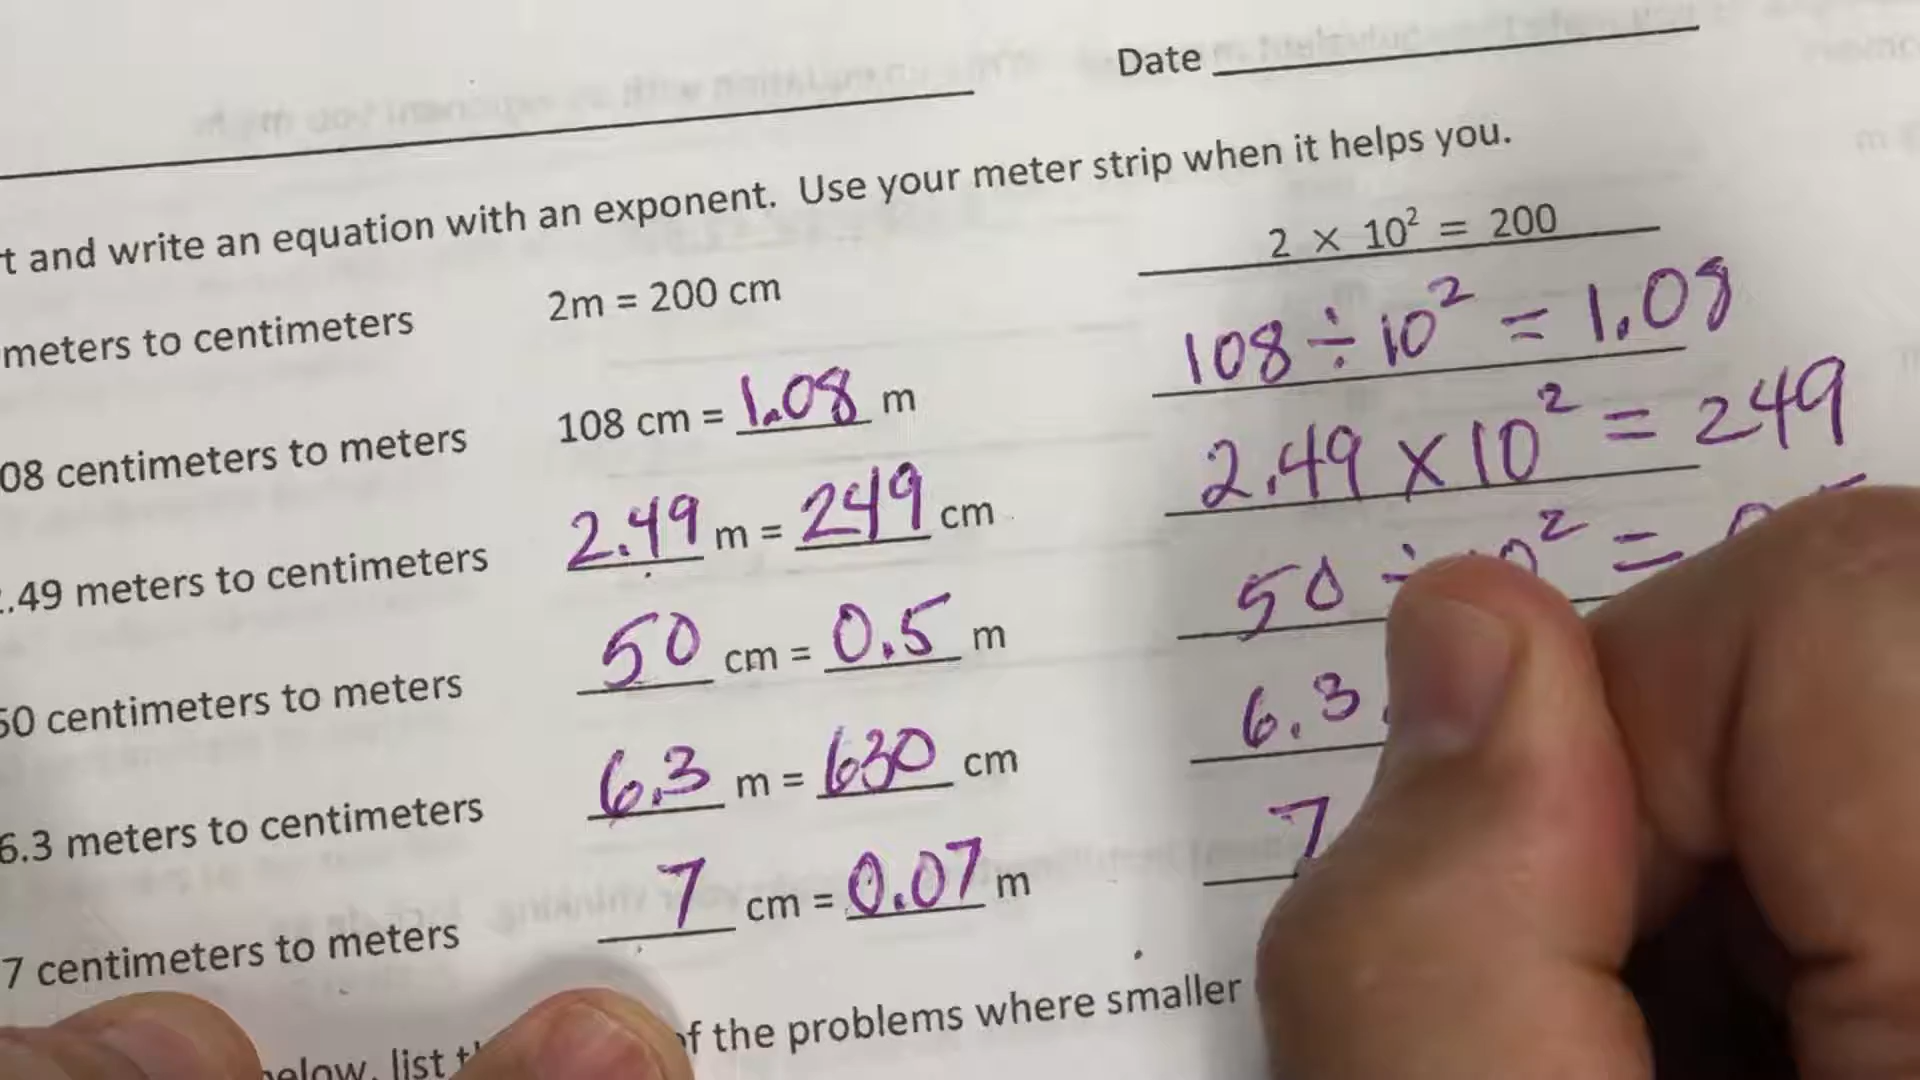 Date
and write an equation with an exponent. Use your meter strip when it helps you.
meters to centimeters 2m = 200 cm 2 × 10² = 200
08 centimeters to meters 108 cm = 1.08 m 108 ÷ 10² = 1.08
.49 meters to centimeters 2.49 m = 249 cm 2.49 × 10² = 249
50 centimeters to meters 50 cm = 0.5 m 50 ÷ 10² =
6.3 meters to centimeters 6.3 m = 630 cm 6.3
7 centimeters to meters 7 cm = 0.07 m 7
list of the problems where smaller